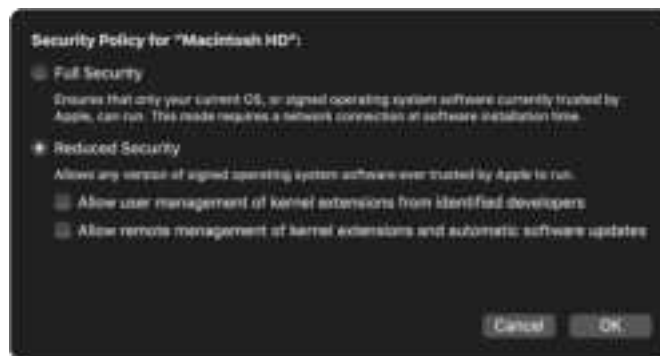 Security Policy for "Macintosh HD":
Full Security
Ensures that only your current OS, or signed operating system software currently trusted by
Apple, can run. This mode requires a network connection at software installation time.
Reduced Security
Allows any version of signed operating system software ever trusted by Apple to run.
Allow user management of kernel extensions from identified developers
Allow remote management of kernel extensions and automatic software updates
Cancel
OK